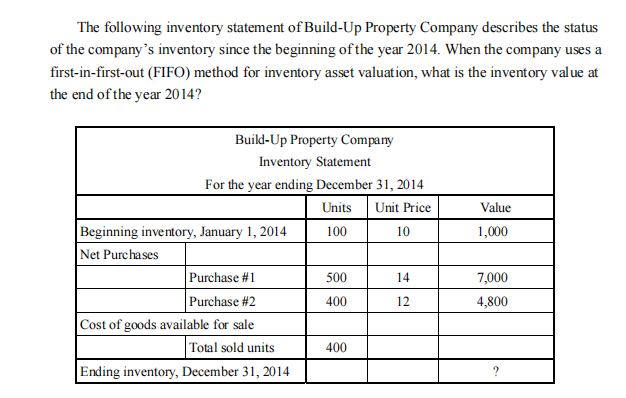 The following inventory statement of Build-Up Property Company describes the status
of the company's inventory since the beginning of the year 2014. When the company uses a
first-in-first-out (FIFO) method for inventory asset valuation, what is the inventory value at
the end of the year 2014?
Build-Up Property Company
Inventory Statement
For the year ending December 31, 2014
Units Unit Price Value
Beginning inventory, January 1, 2014 100 10 1,000
Net Purchases
Purchase #1 500 14 7,000
Purchase #2 400 12 4,800
Cost of goods available for sale
Total sold units 400
Ending inventory, December 31, 2014 ?